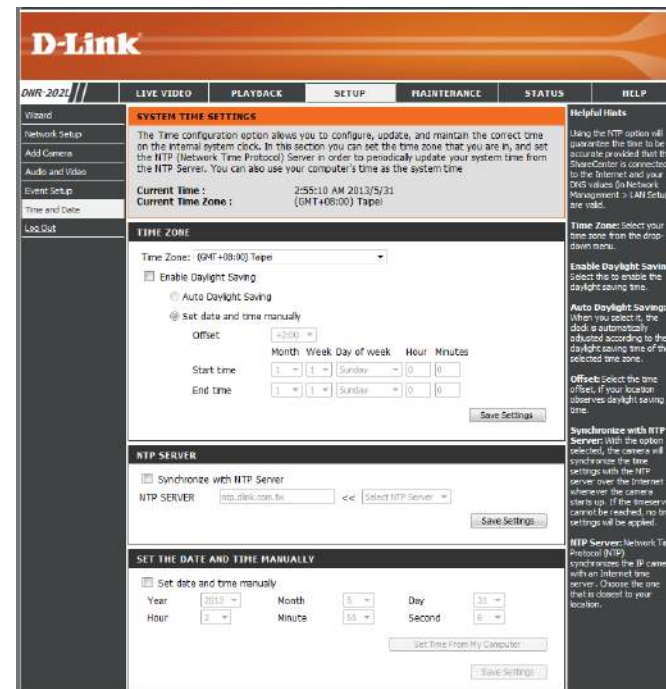 D-Link
DNR-202L
LIVE VIDEO PLAYBACK SETUP MAINTENANCE STATUS HELP
Wizard
Network Setup
Add Camera
Audio and Video
Event Setup
Time and Date
Log Out
SYSTEM TIME SETTINGS
The Time configuration option allows you to configure, update, and maintain the correct time
on the internal system clock. In this section you can set the time zone that you are in, and set
the NTP (Network Time Protocol) Server in order to periodically update your system time from
the NTP Server. You can also use your computer's time as the system time
Current Time : 2:55:10 AM 2013/5/31
Current Time Zone : (GMT+08:00) Taipei
TIME ZONE
Time Zone: (GMT+08:00) Taipei
Enable Daylight Saving
Auto Daylight Saving
Set date and time manually
Offset +2:00
Month Week Day of week Hour Minutes
Start time 1 1 Sunday 0 0
End time 1 1 Sunday 0 0
Save Settings
NTP SERVER
Synchronize with NTP Server
NTP SERVER ntp.dlink.com.tw << Select NTP Server
Save Settings
SET THE DATE AND TIME MANUALLY
Set date and time manually
Year 2013 Month 5 Day 31
Hour 2 Minute 55 Second 6
Set Time From My Computer
Save Settings
Helpful Hints
Using the NTP option will
guarantee the time to be
accurate provided that th
ShareCenter is connected
to the Internet and your
DNS values (in Network
Management > LAN Setu
are valid.
Time Zone: Select your
time zone from the drop-
down menu.
Enable Daylight Savin
Select this to enable the
daylight saving time.
Auto Daylight Saving:
When you select it, the
clock is automatically
adjusted according to the
daylight saving time of th
selected time zone.
Offset: Select the time
offset, if your location
observes daylight saving
time.
Synchronize with NTP
Server: With the option
selected, the camera will
synchronize the time
settings with the NTP
server over the Internet
whenever the camera
starts up. If the timeserv
cannot be reached, no tim
settings will be applied.
NTP Server: Network Ti
Protocol (NTP)
synchronizes the IP came
with an Internet time
server. Choose the one
that is closest to your
location.